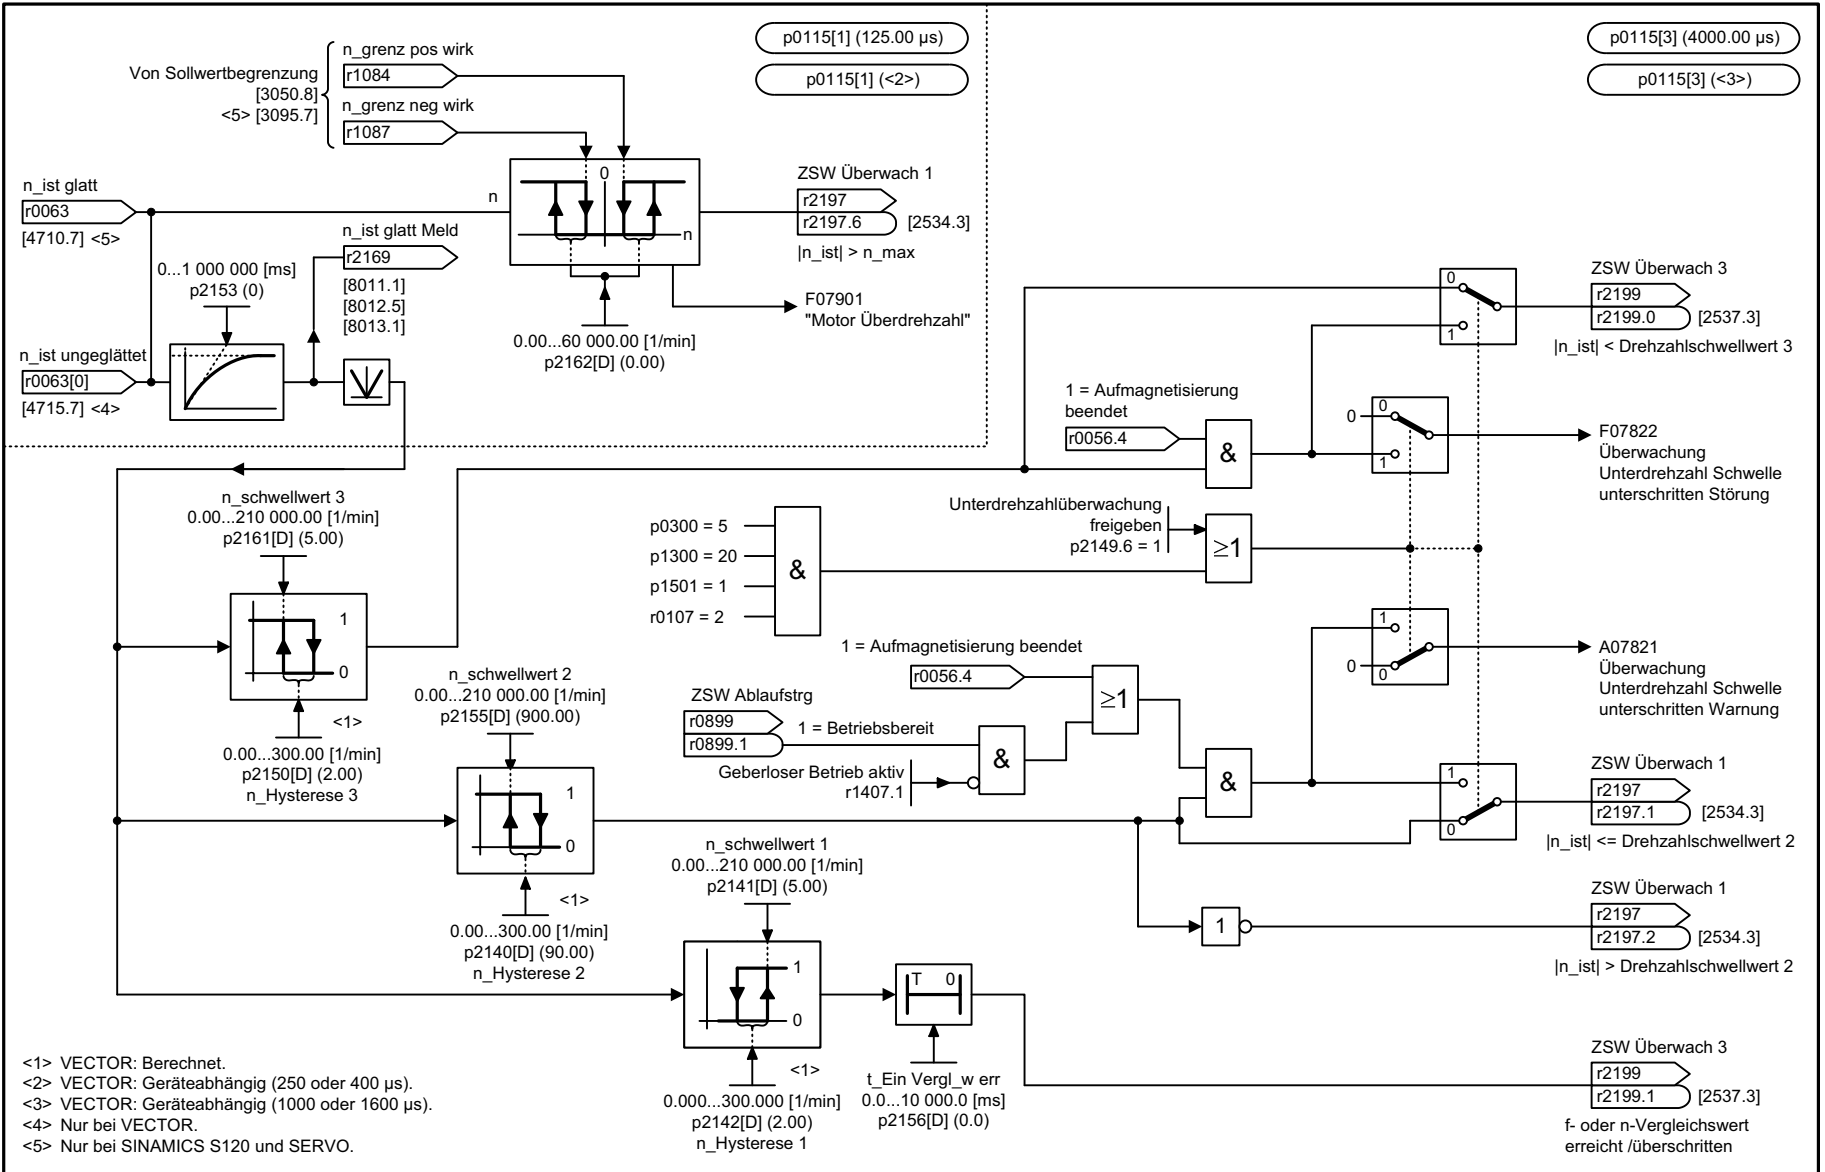 p0115[1] (125.00 µs)
p0115[1] (<2>)
p0115[3] (4000.00 µs)
p0115[3] (<3>)
Von Sollwertbegrenzung
[3050.8]
<5> [3095.7]
n_grenz pos wirk
r1084
n_grenz neg wirk
r1087
n_ist glatt
r0063
[4710.7] <5>
n
0
n
ZSW Überwach 1
r2197
r2197.6
[2534.3]
|n_ist| > n_max
F07901
"Motor Überdrehzahl"
0.00...60 000.00 [1/min]
p2162[D] (0.00)
n_ist glatt Meld
r2169
[8011.1]
[8012.5]
[8013.1]
0...1 000 000 [ms]
p2153 (0)
n_ist ungeglättet
r0063[0]
[4715.7] <4>
0
1
ZSW Überwach 3
r2199
r2199.0
[2537.3]
|n_ist| < Drehzahlschwellwert 3
1 = Aufmagnetisierung
beendet
r0056.4
&
0
0
1
F07822
Überwachung
Unterdrehzahl Schwelle
unterschritten Störung
Unterdrehzahlüberwachung
freigeben
p2149.6 = 1
≥1
p0300 = 5
p1300 = 20
p1501 = 1
r0107 = 2
&
n_schwellwert 3
0.00...210 000.00 [1/min]
p2161[D] (5.00)
1
0
<1>
0.00...300.00 [1/min]
p2150[D] (2.00)
n_Hysterese 3
n_schwellwert 2
0.00...210 000.00 [1/min]
p2155[D] (900.00)
1
0
<1>
0.00...300.00 [1/min]
p2140[D] (90.00)
n_Hysterese 2
1 = Aufmagnetisierung beendet
r0056.4
≥1
ZSW Ablaufstrg
r0899
r0899.1
1 = Betriebsbereit
Geberloser Betrieb aktiv
r1407.1
&
&
1
0
0
A07821
Überwachung
Unterdrehzahl Schwelle
unterschritten Warnung
1
0
ZSW Überwach 1
r2197
r2197.1
[2534.3]
|n_ist| <= Drehzahlschwellwert 2
1
ZSW Überwach 1
r2197
r2197.2
[2534.3]
|n_ist| > Drehzahlschwellwert 2
n_schwellwert 1
0.00...210 000.00 [1/min]
p2141[D] (5.00)
1
0
<1>
0.000...300.000 [1/min]
p2142[D] (2.00)
n_Hysterese 1
T 0
t_Ein Vergl_w err
0.0...10 000.0 [ms]
p2156[D] (0.0)
ZSW Überwach 3
r2199
r2199.1
[2537.3]
f- oder n-Vergleichswert
erreicht /überschritten
<1> VECTOR: Berechnet.
<2> VECTOR: Geräteabhängig (250 oder 400 µs).
<3> VECTOR: Geräteabhängig (1000 oder 1600 µs).
<4> Nur bei VECTOR.
<5> Nur bei SINAMICS S120 und SERVO.